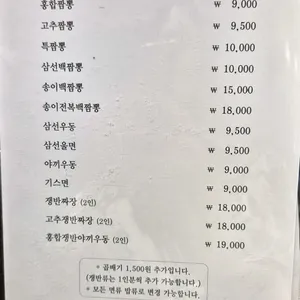 홍합짬뽕 ₩ 9,000
고추짬뽕 ₩ 9,500
특짬뽕 ₩ 10,000
삼선백짬뽕 ₩ 10,000
송이백짬뽕 ₩ 15,000
송이전복백짬뽕 ₩ 18,000
삼선우동 ₩ 9,500
삼선울면 ₩ 9,500
야끼우동 ₩ 9,000
기스면 ₩ 9,000
쟁반짜장 (2인) ₩ 18,000
고추쟁반짜장 (2인) ₩ 18,000
홍합쟁반야끼우동 (2인) ₩ 19,000
* 곱배기 1,500원 추가입니다.
(쟁반류는 1인분씩 추가 가능합니다.)
* 모든 면류 밥류로 변경 가능합니다.